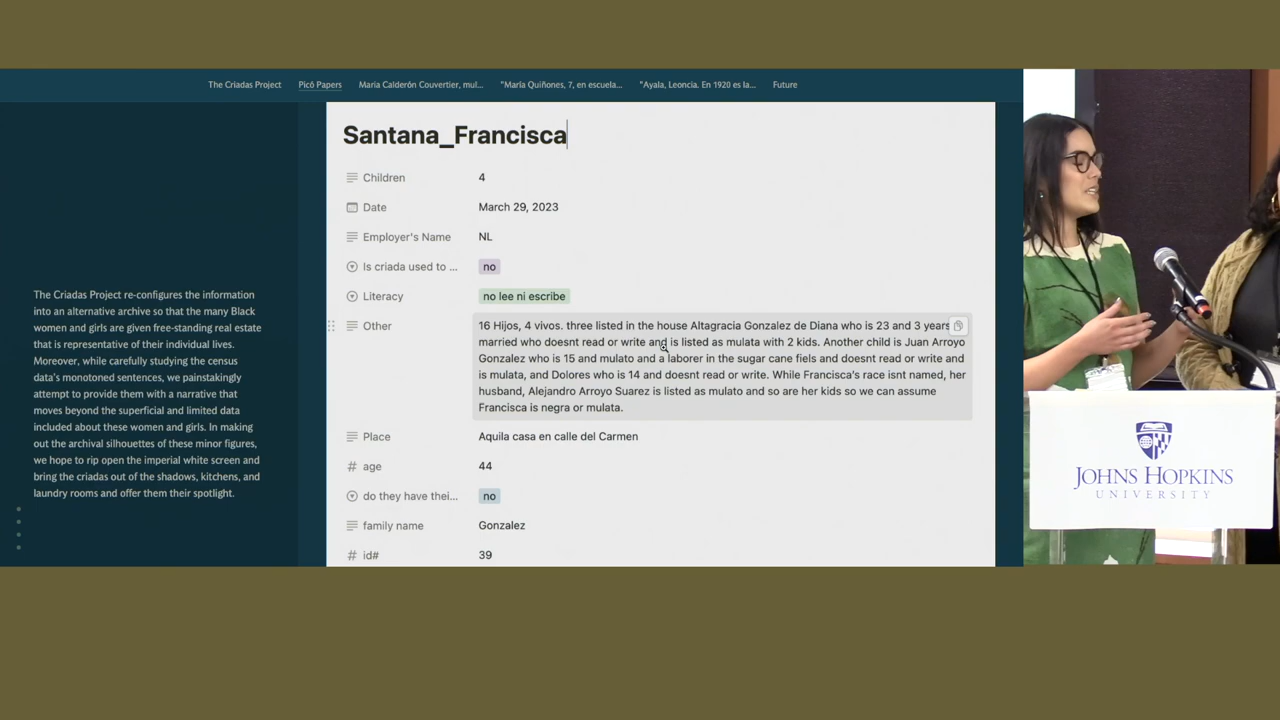 The Criadas Project
Picó Papers
Maria Calderón Couvertier, mul...
"María Quiñones, 7, en escuela...
"Ayala, Leoncia. En 1920 es la...
Future
The Criadas Project re-configures the information
into an alternative archive so that the many Black
women and girls are given free-standing real estate
that is representative of their individual lives.
Moreover, while carefully studying the census
data's monotoned sentences, we painstakingly
attempt to provide them with a narrative that
moves beyond the superficial and limited data
included about these women and girls. In making
out the archival silhouettes of these minor figures,
we hope to rip open the imperial white screen and
bring the criadas out of the shadows, kitchens, and
laundry rooms and offer them their spotlight.
Santana_Francisca
Children 4
Date March 29, 2023
Employer's Name NL
Is criada used to ... no
Literacy no lee ni escribe
Other 16 Hijos, 4 vivos. three listed in the house Altagracia Gonzalez de Diana who is 23 and 3 years
married who doesnt read or write and is listed as mulata with 2 kids. Another child is Juan Arroyo
Gonzalez who is 15 and mulato and a laborer in the sugar cane fiels and doesnt read or write and
is mulata, and Dolores who is 14 and doesnt read or write. While Francisca's race isnt named, her
husband, Alejandro Arroyo Suarez is listed as mulato and so are her kids so we can assume
Francisca is negra or mulata.
Place Aquila casa en calle del Carmen
# age 44
do they have thei... no
family name Gonzalez
# id# 39
JOHNS HOPKINS
UNIVERSITY